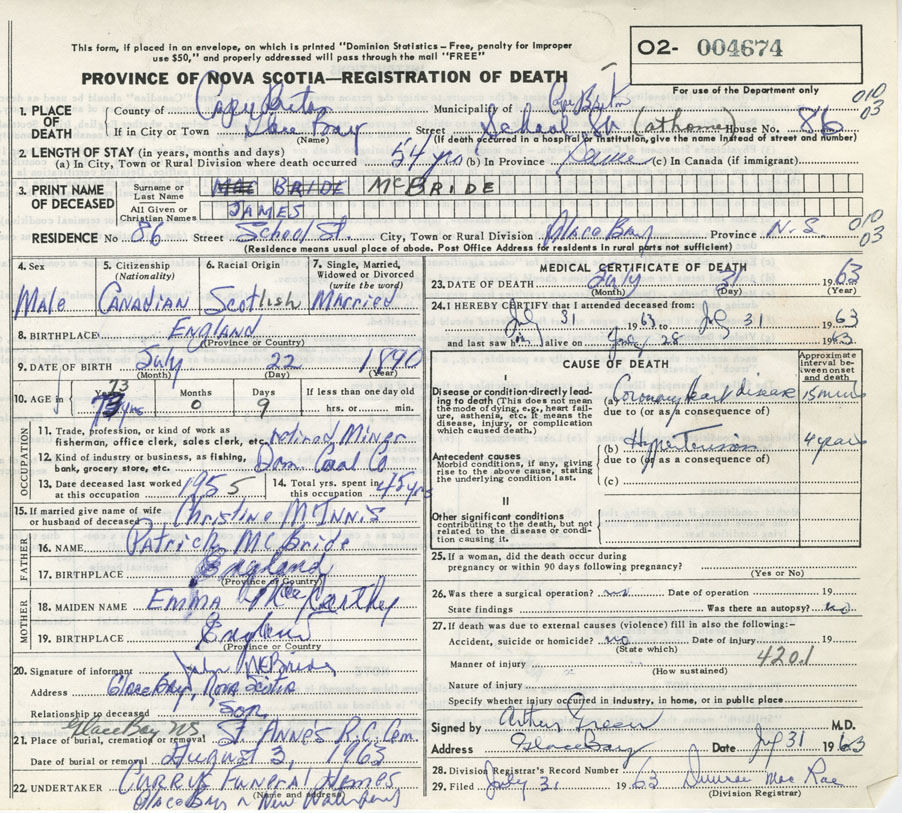 This form, if placed in an envelope, on which is printed "Dominion Statistics – Free, penalty for improper
use $50," and properly addressed will pass through the mail "FREE"
02- 004674
For use of the Department only
PROVINCE OF NOVA SCOTIA—REGISTRATION OF DEATH
010
03
1. PLACE OF DEATH
County of Cape Breton Municipality of Cape Breton
If in City or Town Glace Bay Street School St. (at home) House No. 86
(Name) (If death occurred in a hospital or institution, give name instead of street and number)
2. LENGTH OF STAY (in years, months and days)
(a) In City, Town or Rural Division where death occurred 54 yrs (b) In Province Same (c) In Canada (if immigrant)
3. PRINT NAME OF DECEASED
Surname or Last Name MAC BRIDE MCBRIDE
All Given or Christian Names JAMES
RESIDENCE No 86 Street School St City, Town or Rural Division Glace Bay Province N.S. 010
03
(Residence means usual place of abode. Post Office Address for residents in rural parts not sufficient)
4. Sex Male
5. Citizenship (Nationality) CANADIAN
6. Racial Origin Scotlish
7. Single, Married, Widowed or Divorced (write the word) Married
8. BIRTHPLACE ENGLAND
(Province or Country)
9. DATE OF BIRTH July 22 1890
(Month) (Day) (Year)
10. AGE in Years 73 yrs Months 0 Days 9 If less than one day old hrs. or min.
OCCUPATION
11. Trade, profession, or kind of work as fisherman, office clerk, sales clerk, etc. retired Miner
12. Kind of industry or business, as fishing, bank, grocery store, etc. Dom Coal Co
13. Date deceased last worked at this occupation 1955
14. Total yrs. spent in this occupation 45 yrs
15. If married give name of wife or husband of deceased Christine McInnis
FATHER
16. NAME Patrick McBride
17. BIRTHPLACE England
(Province or Country)
MOTHER
18. MAIDEN NAME EMMA McCarthy
19. BIRTHPLACE England
(Province or Country)
20. Signature of informant John McBride
Address Glace Bay, Nova Scotia
Relationship to deceased Son
Glace Bay NS
21. Place of burial, cremation or removal St. Anne's R.C. Cem.
Date of burial or removal August 3, 1963
22. UNDERTAKER CURRY'S Funeral Homes
(Name and address)
Glace Bay n New Waterford
MEDICAL CERTIFICATE OF DEATH
23. DATE OF DEATH July 31 1963
(Month) (Day) (Year)
24. I HEREBY CERTIFY that I attended deceased from:
July 31 1963 to July 31 1963
and last saw him alive on July 28 1963
CAUSE OF DEATH
Approximate interval between onset and death
I
Disease or condition directly leading to death (This does not mean the mode of dying, e.g., heart failure, asthenia, etc. It means the disease, injury, or complication which caused death.)
(a) Coronary heart disease 15 mins
due to (or as a consequence of)
Antecedent causes
Morbid conditions, if any, giving rise to the above cause, stating the underlying condition last.
(b) Hypertension 4 years
due to (or as a consequence of)
(c)
II
Other significant conditions
contributing to the death, but not related to the disease or condition causing it.
25. If a woman, did the death occur during
pregnancy or within 90 days following pregnancy?
(Yes or No)
26. Was there a surgical operation? no Date of operation 19
State findings Was there an autopsy? no
27. If death was due to external causes (violence) fill in also the following:-
Accident, suicide or homicide? no Date of injury 19
(State which)
Manner of injury 420.1
(How sustained)
Nature of injury
Specify whether injury occurred in industry, in home, or in public place
Signed by Arthur Green M.D.
Address Glace Bay Date July 31 1963
28. Division Registrar's Record Number
29. Filed July 31 1963 Duncan Mac Rae
(Division Registrar)